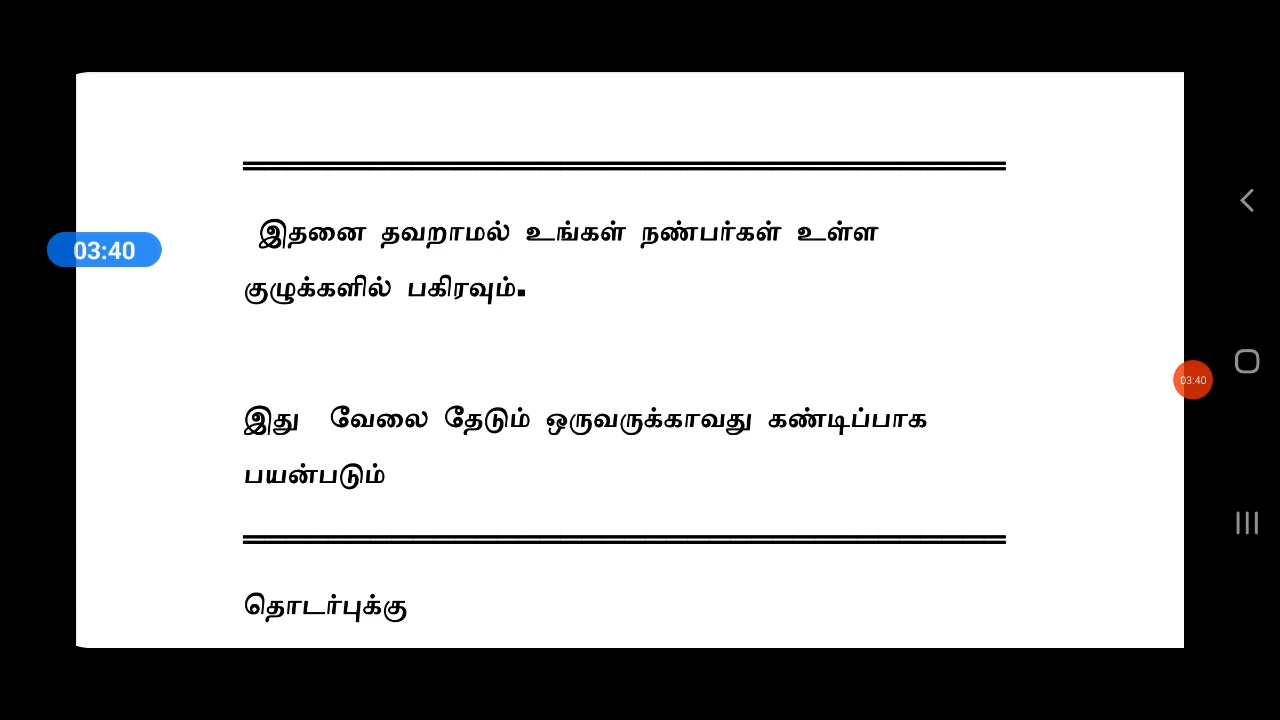 இதனை தவறாமல் உங்கள் நண்பர்கள் உள்ள
03:40
குழுக்களில் பகிரவும்.
03:40
இது வேலை தேடும் ஒருவருக்காவது கண்டிப்பாக
பயன்படும்
தொடர்புக்கு